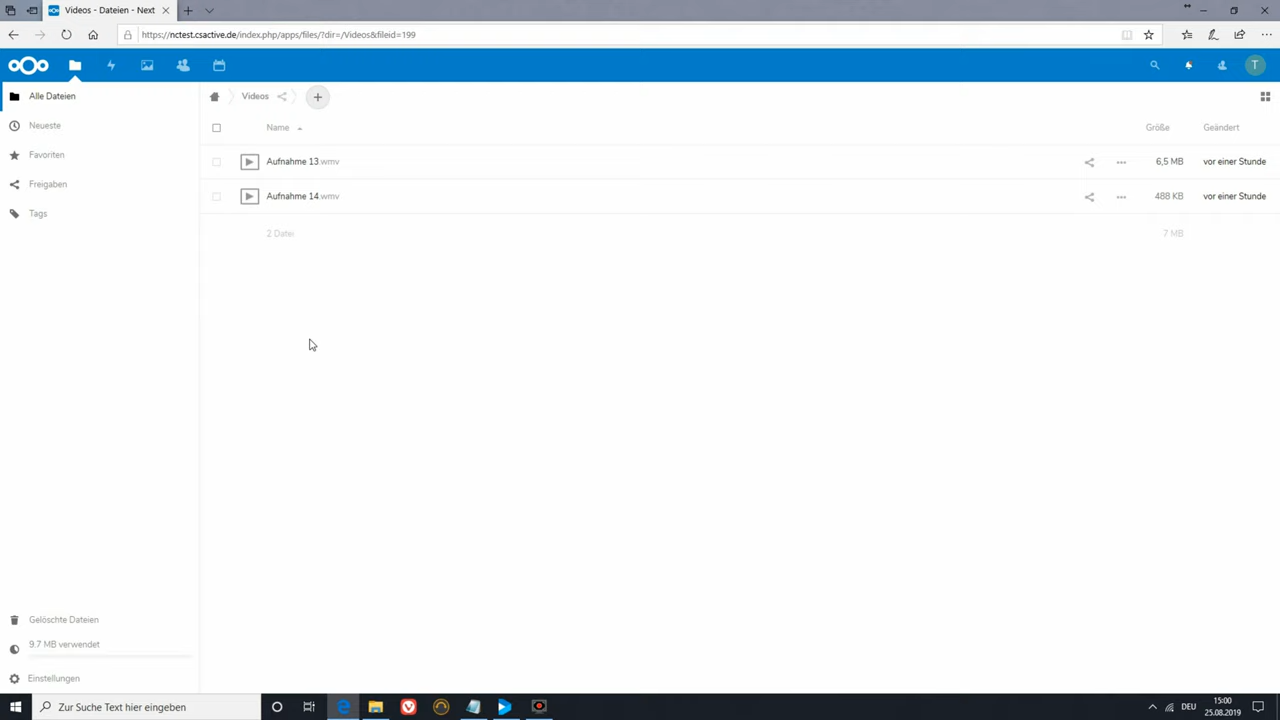 Videos - Dateien - Next
https://nctest.csactive.de/index.php/apps/files/?dir=/Videos&fileid=199
T
Alle Dateien
Videos
Neueste
Name
Größe
Geändert
Favoriten
Aufnahme 13.wmv
6,5 MB
vor einer Stunde
Freigaben
Aufnahme 14.wmv
488 KB
vor einer Stunde
Tags
2 Datei
7 MB
Gelöschte Dateien
9.7 MB verwendet
Einstellungen
Zur Suche Text hier eingeben
DEU
15:00
25.08.2019